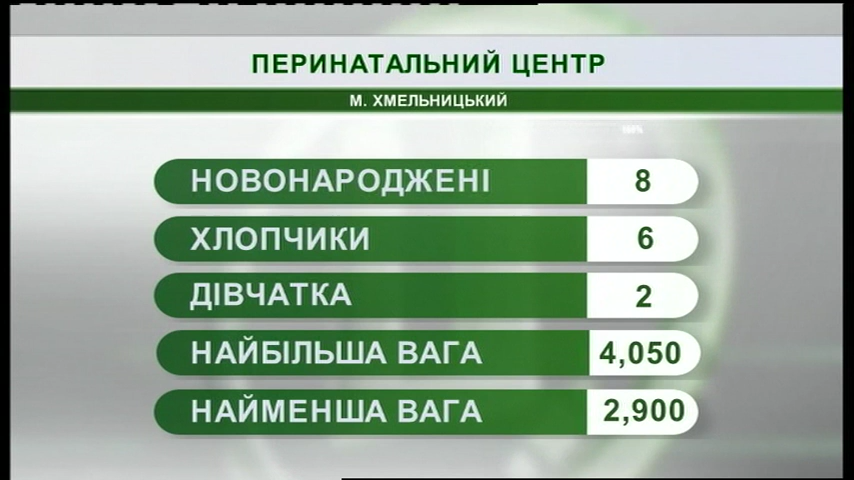 ПЕРИНАТАЛЬНИЙ ЦЕНТР
М. ХМЕЛЬНИЦЬКИЙ
НОВОНАРОДЖЕНІ 8
ХЛОПЧИКИ 6
ДІВЧАТКА 2
НАЙБІЛЬША ВАГА 4,050
НАЙМЕНША ВАГА 2,900